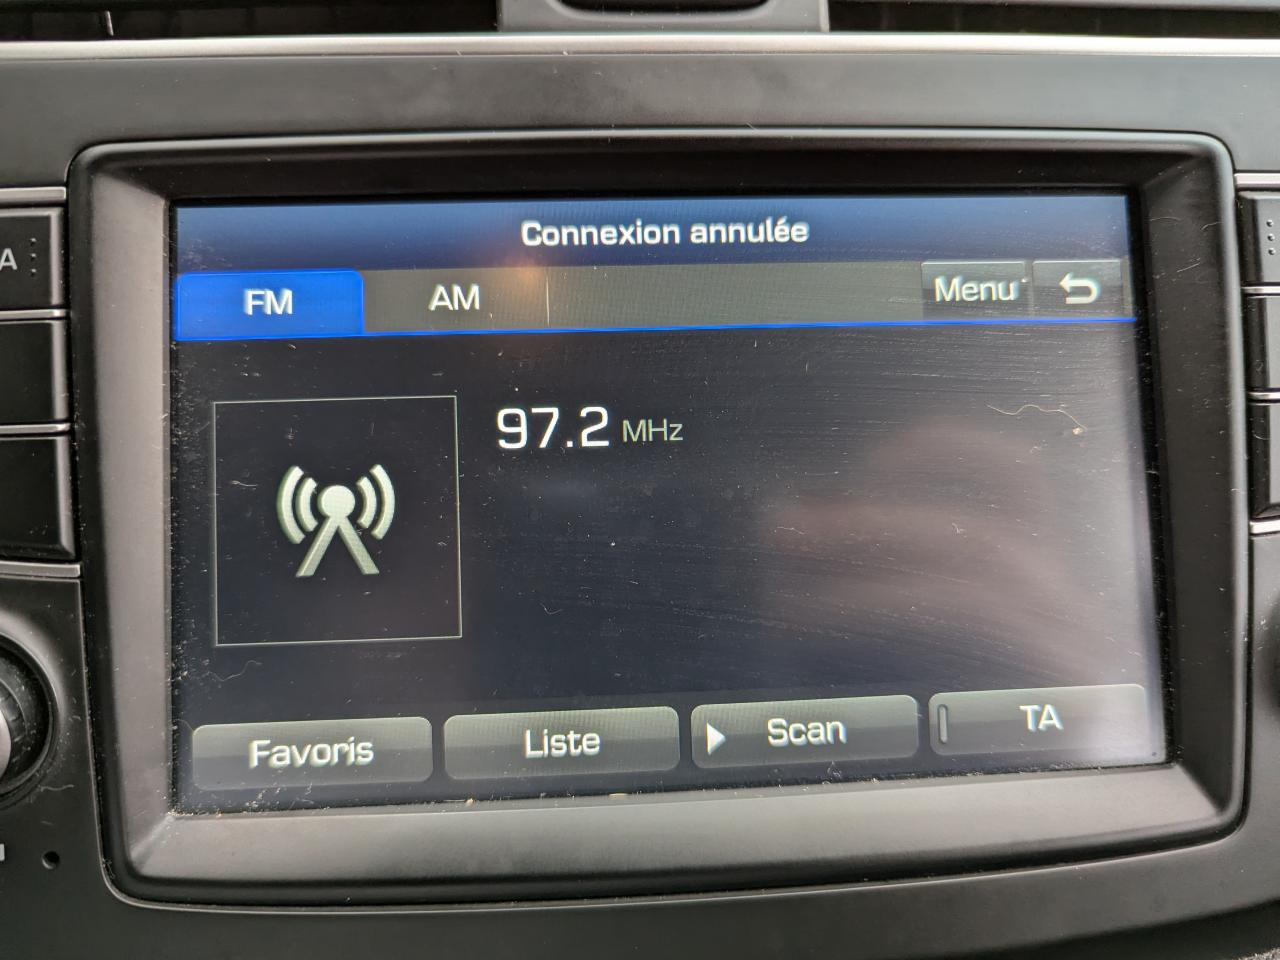 Connexion annulée
FM AM Menu
97.2 MHz
Favoris Liste Scan TA
A